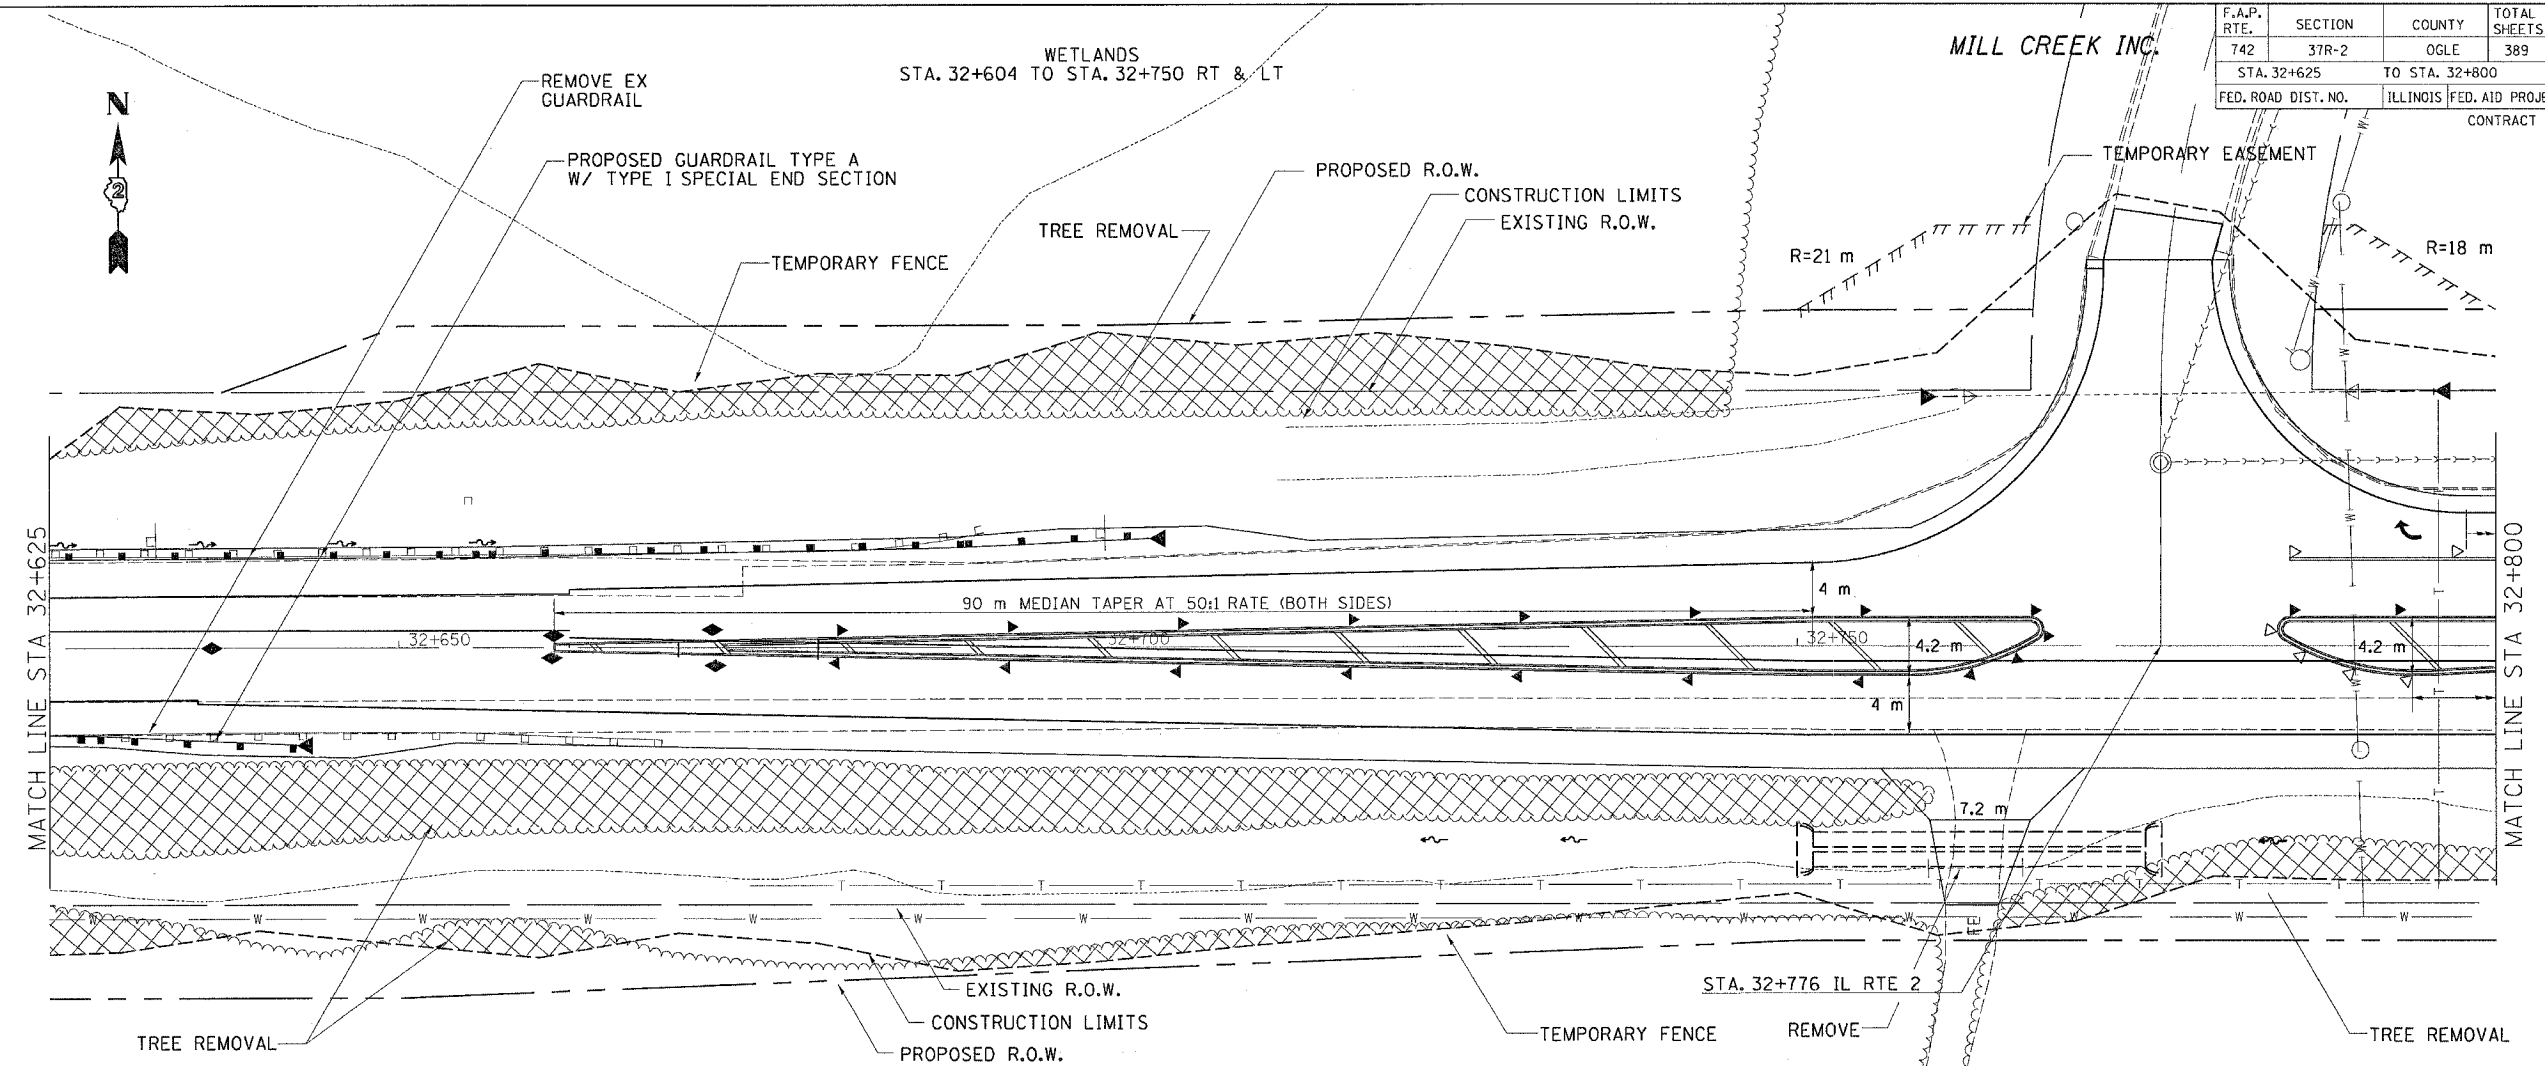 F.A.P. RTE. SECTION COUNTY TOTAL SHEETS
742 37R-2 OGLE 389
STA. 32+625 TO STA. 32+800
FED. ROAD DIST. NO. ILLINOIS FED. AID PROJE
CONTRACT
MILL CREEK INC.
WETLANDS
STA. 32+604 TO STA. 32+750 RT & LT
N
2
REMOVE EX
GUARDRAIL
PROPOSED GUARDRAIL TYPE A
W/ TYPE I SPECIAL END SECTION
TEMPORARY EASEMENT
PROPOSED R.O.W.
CONSTRUCTION LIMITS
EXISTING R.O.W.
TREE REMOVAL
TEMPORARY FENCE
R=21 m
R=18 m
MATCH LINE STA 32+625
MATCH LINE STA 32+800
90 m MEDIAN TAPER AT 50:1 RATE (BOTH SIDES)
4 m
32+650
32+700
32+750
4.2 m
4.2 m
4 m
7.2 m
W W W W W W
T T T
T T T T T T T T T T T T T T T T
W W W W W W W W W W W W W W W
FE
STA. 32+776 IL RTE 2
EXISTING R.O.W.
CONSTRUCTION LIMITS
PROPOSED R.O.W.
TREE REMOVAL
TEMPORARY FENCE
REMOVE
TREE REMOVAL